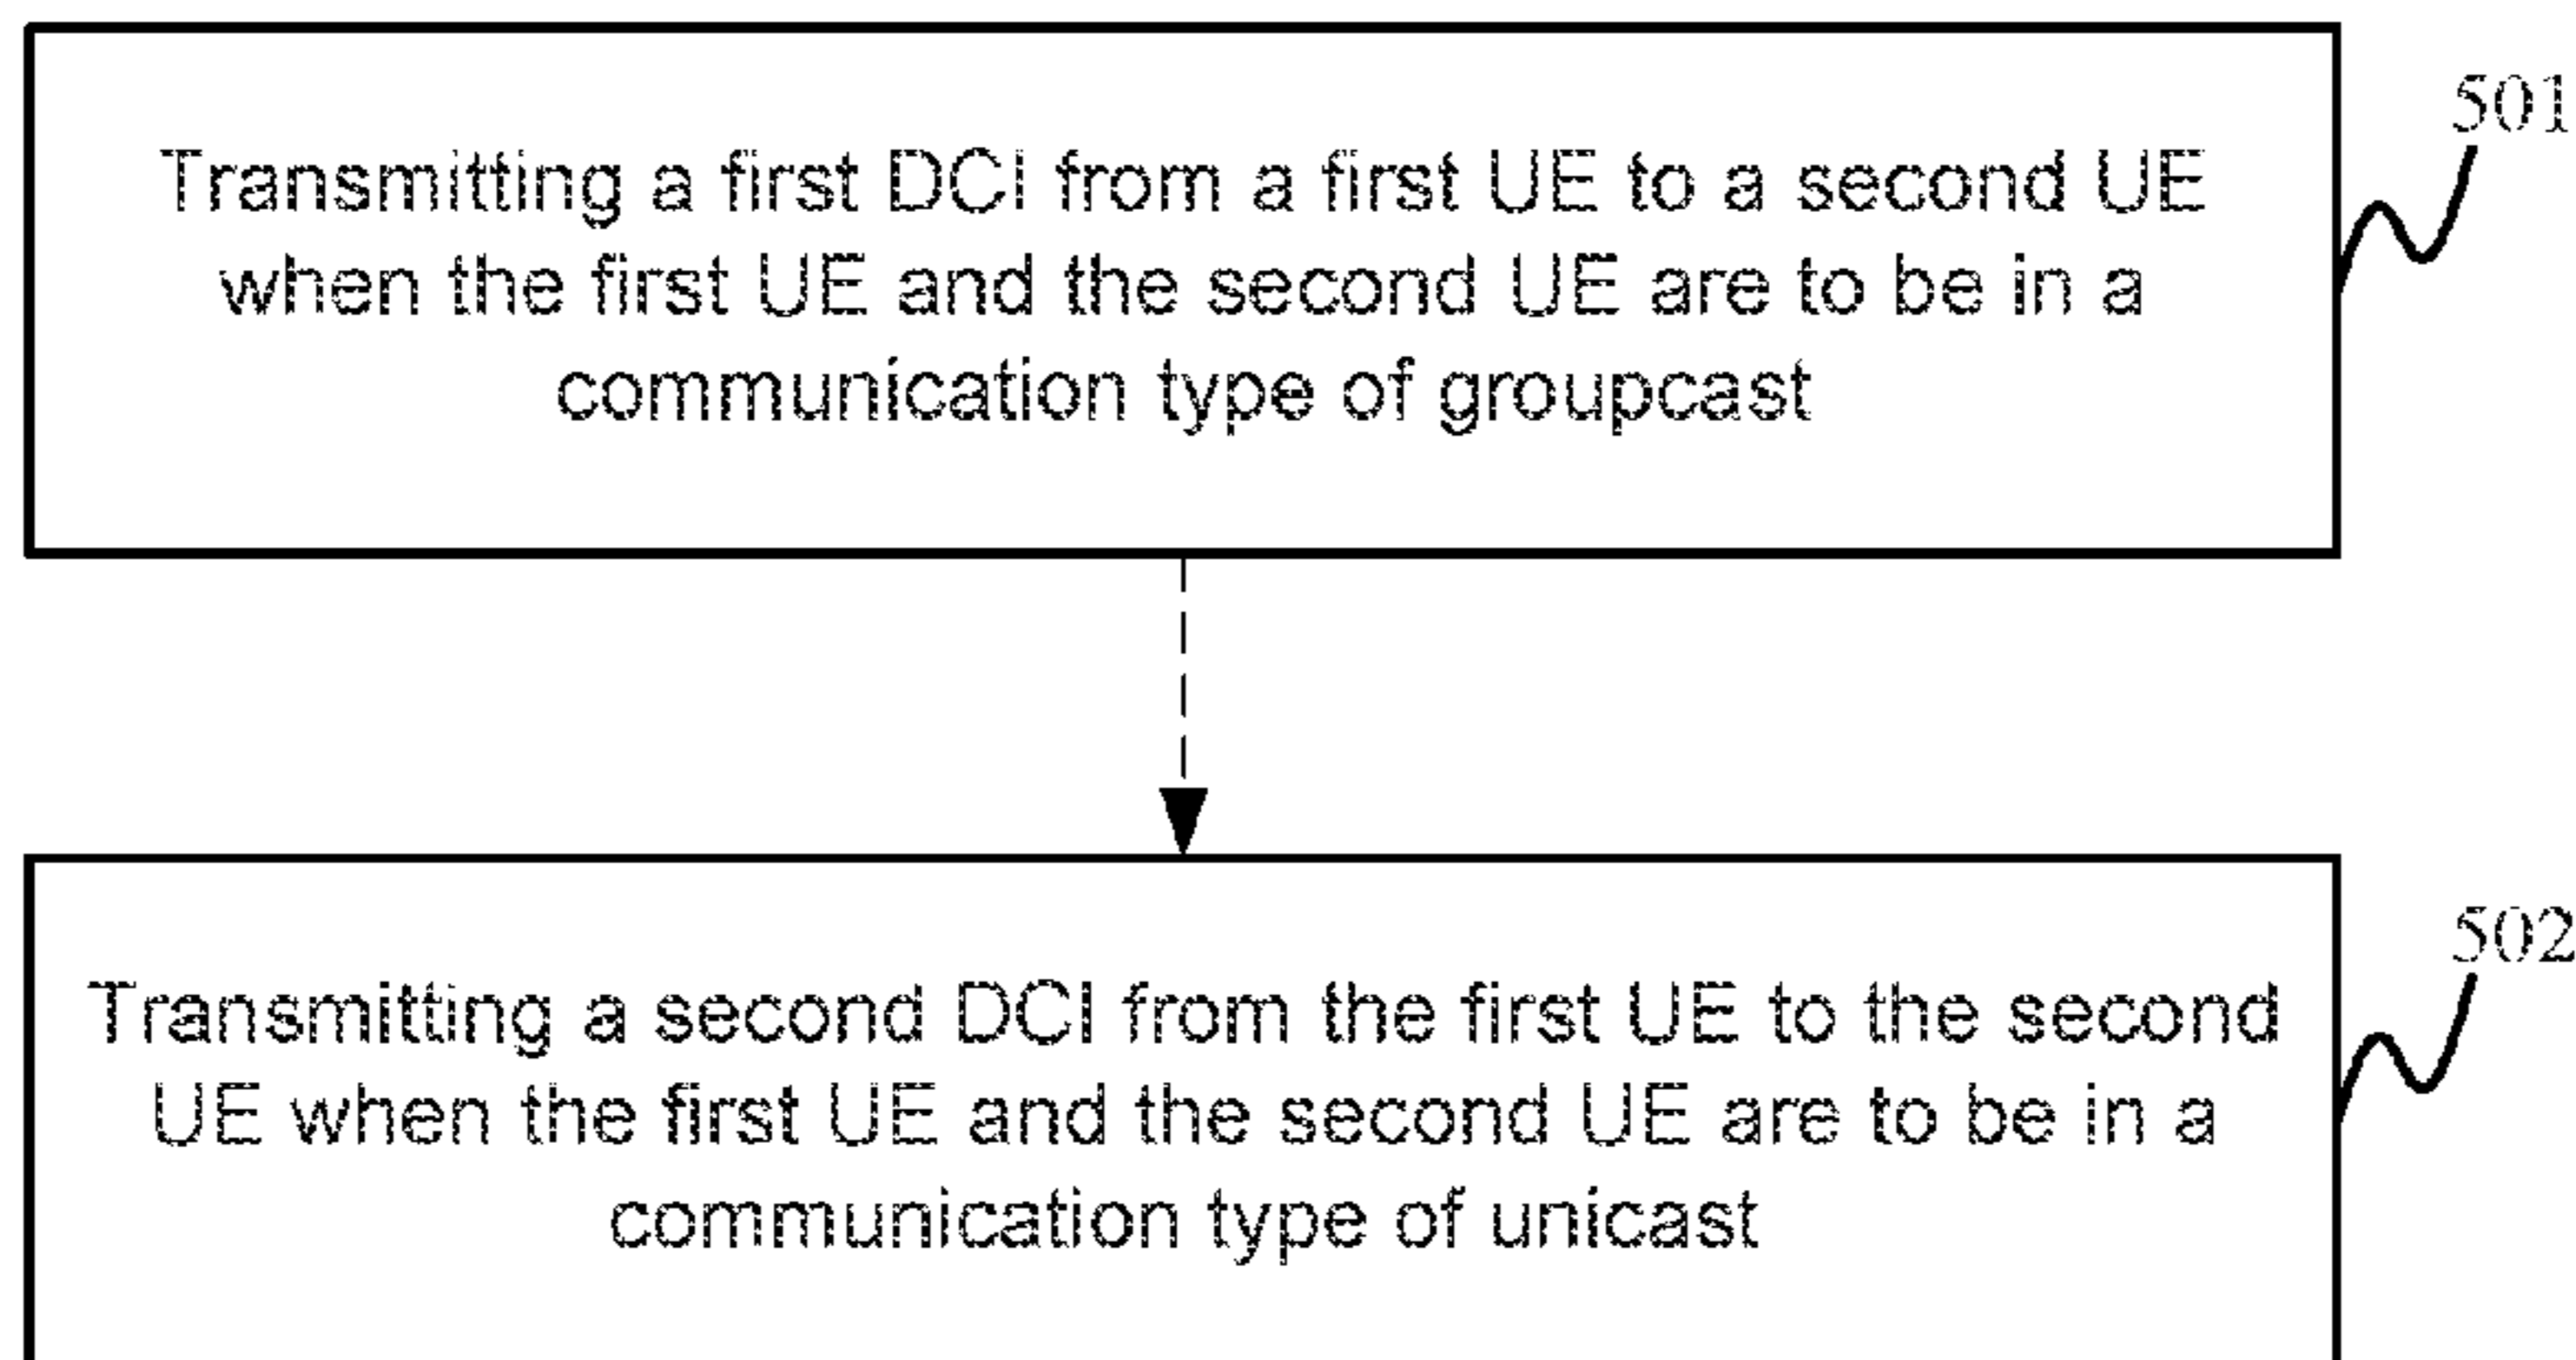 Transmitting a first DCI from a first UE to a second UE
when the first UE and the second UE are to be in a
communication type of groupcast
501
Transmitting a second DCI from the first UE to the second
UE when the first UE and the second UE are to be in a
communication type of unicast
502